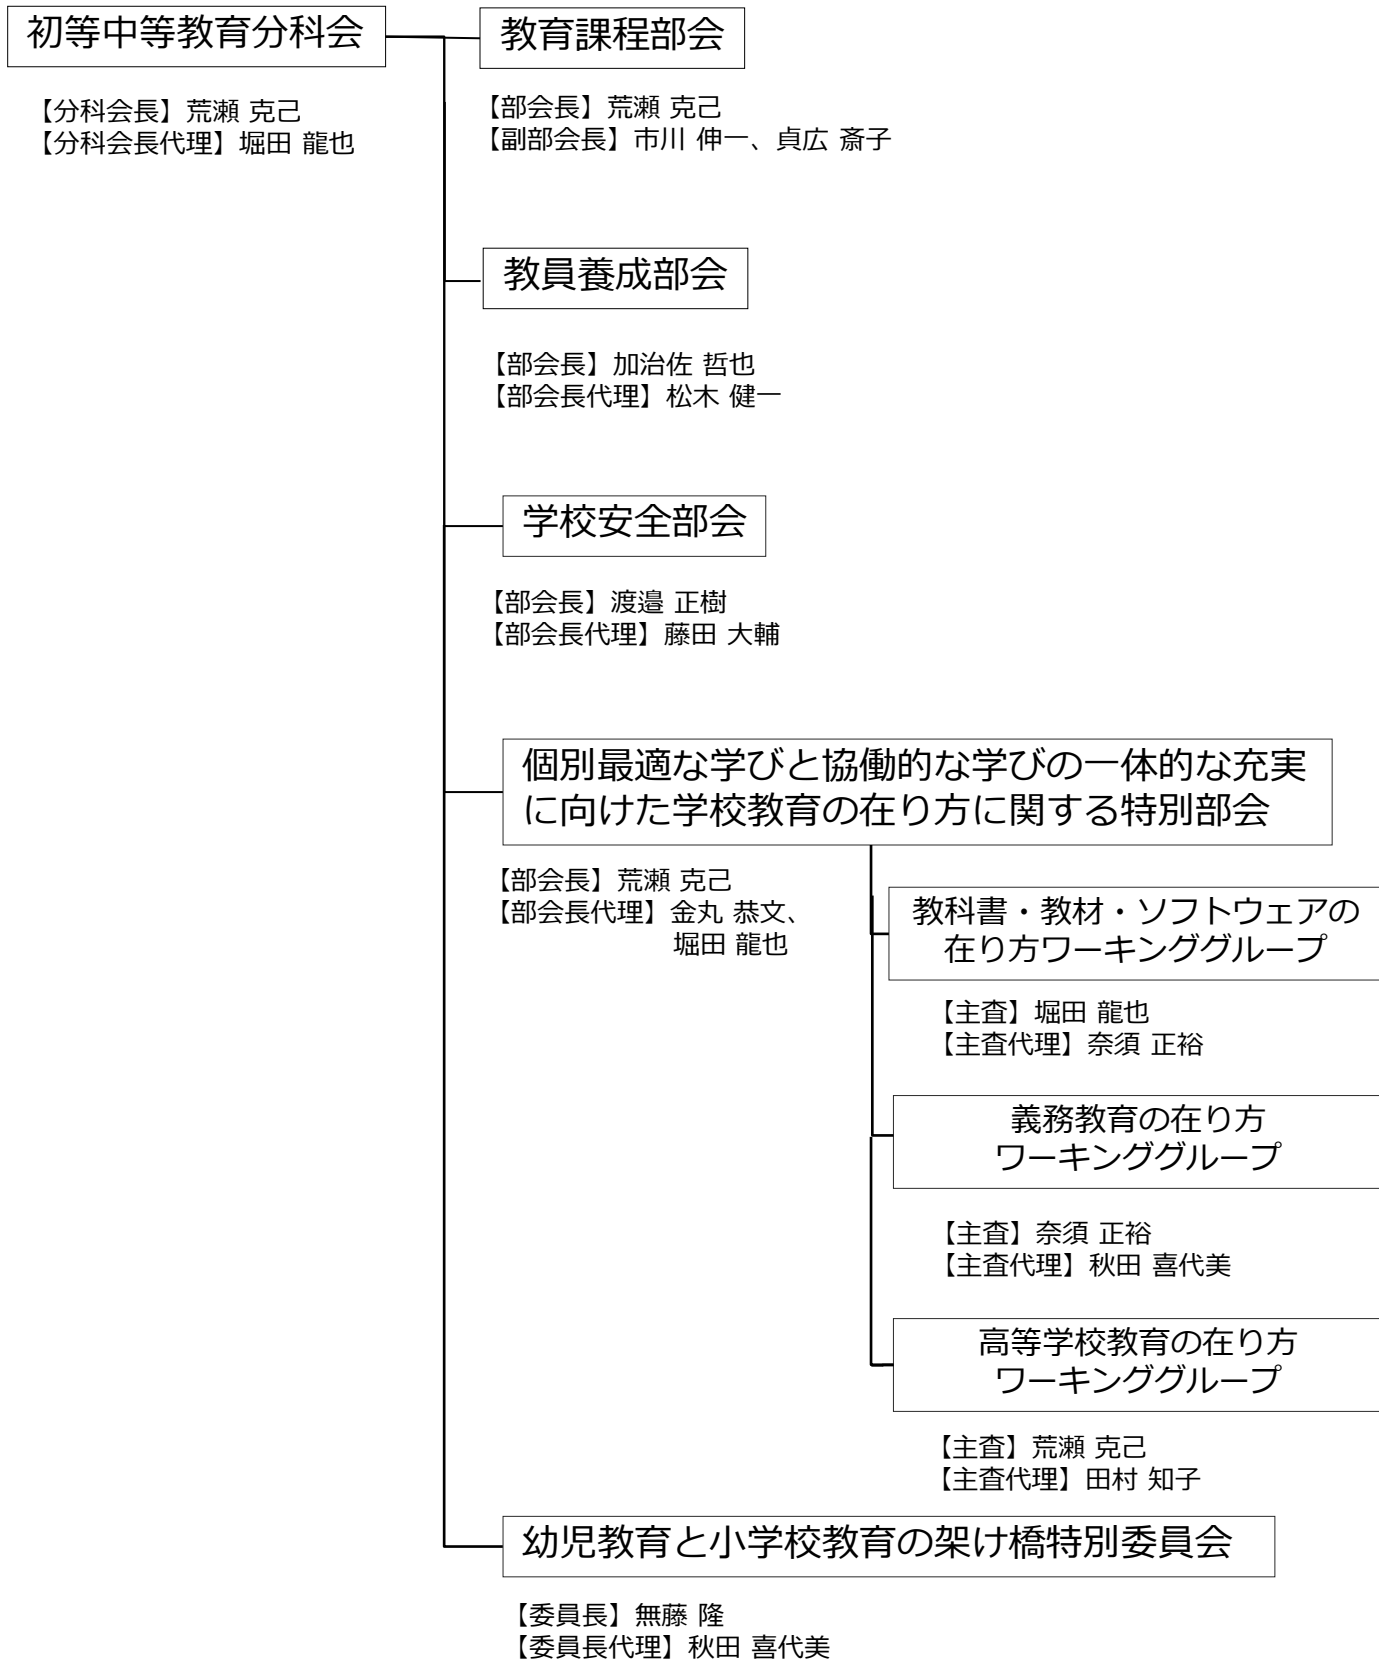 初等中等教育分科会
【分科会長】荒瀬 克己
【分科会長代理】堀田 龍也
教育課程部会
【部会長】荒瀬 克己
【副部会長】市川 伸一、貞広 斎子
教員養成部会
【部会長】加治佐 哲也
【部会長代理】松木 健一
学校安全部会
【部会長】渡邉 正樹
【部会長代理】藤田 大輔
個別最適な学びと協働的な学びの一体的な充実
に向けた学校教育の在り方に関する特別部会
【部会長】荒瀬 克己
【部会長代理】金丸 恭文、
堀田 龍也
教科書・教材・ソフトウェアの
在り方ワーキンググループ
【主査】堀田 龍也
【主査代理】奈須 正裕
義務教育の在り方
ワーキンググループ
【主査】奈須 正裕
【主査代理】秋田 喜代美
高等学校教育の在り方
ワーキンググループ
【主査】荒瀬 克己
【主査代理】田村 知子
幼児教育と小学校教育の架け橋特別委員会
【委員長】無藤 隆
【委員長代理】秋田 喜代美